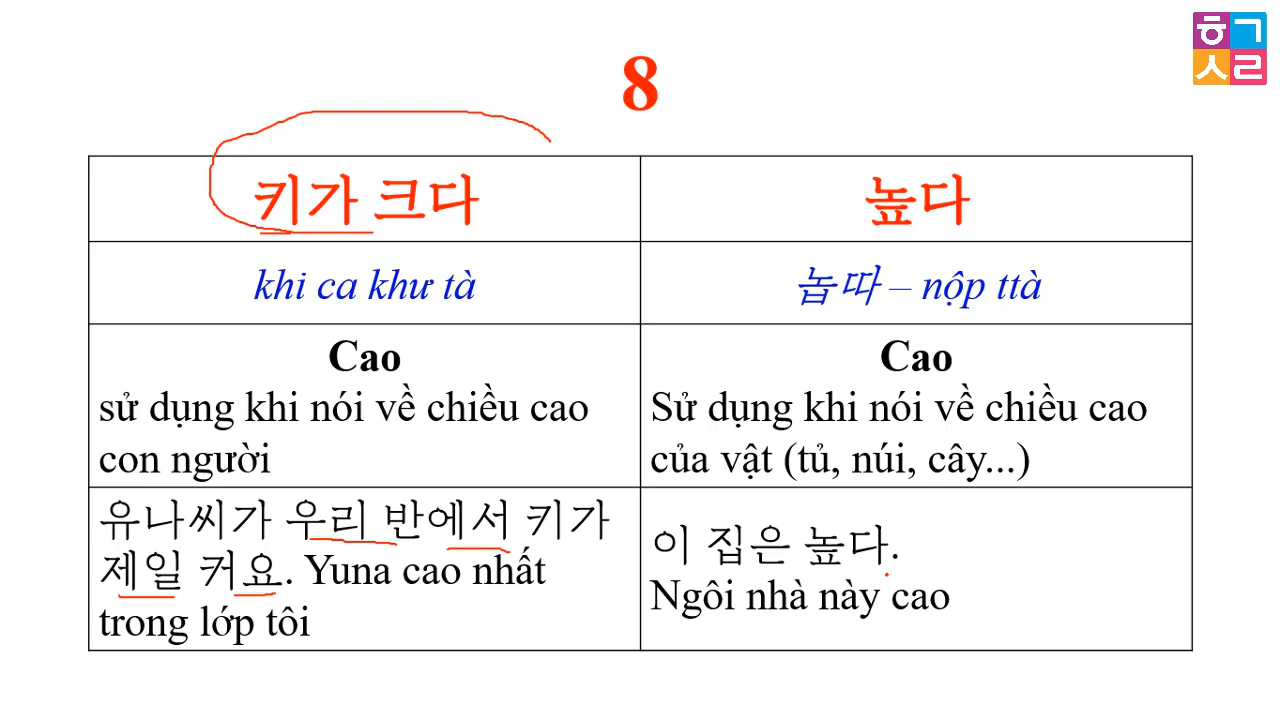 ㅎㄱ
ㅅㄹ
8
키가 크다
높다
khi ca khư tà
놉따 – nộp ttà
Cao
sử dụng khi nói về chiều cao
con người
Cao
Sử dụng khi nói về chiều cao
của vật (tủ, núi, cây...)
유나씨가 우리 반에서 키가
제일 커요. Yuna cao nhất
trong lớp tôi
이 집은 높다.
Ngôi nhà này cao